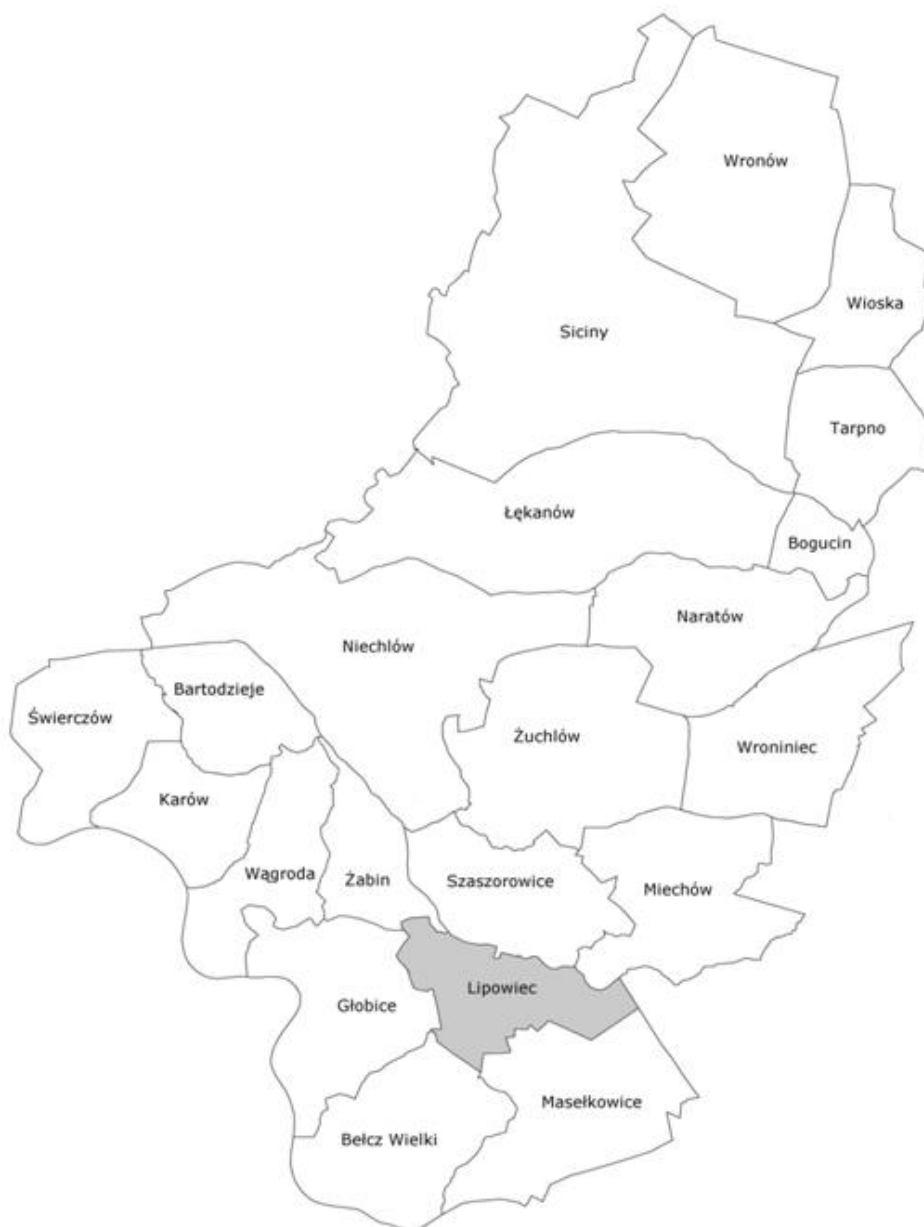 Wronów
Wioska
Siciny
Tarpno
Łękanów
Bogucin
Naratów
Niechlów
Bartodzieje
Świerczów
Żuchlów
Wroniniec
Karów
Wągroda
Żabin
Szaszorowice
Miechów
Lipowiec
Głobice
Masełkowice
Bełcz Wielki